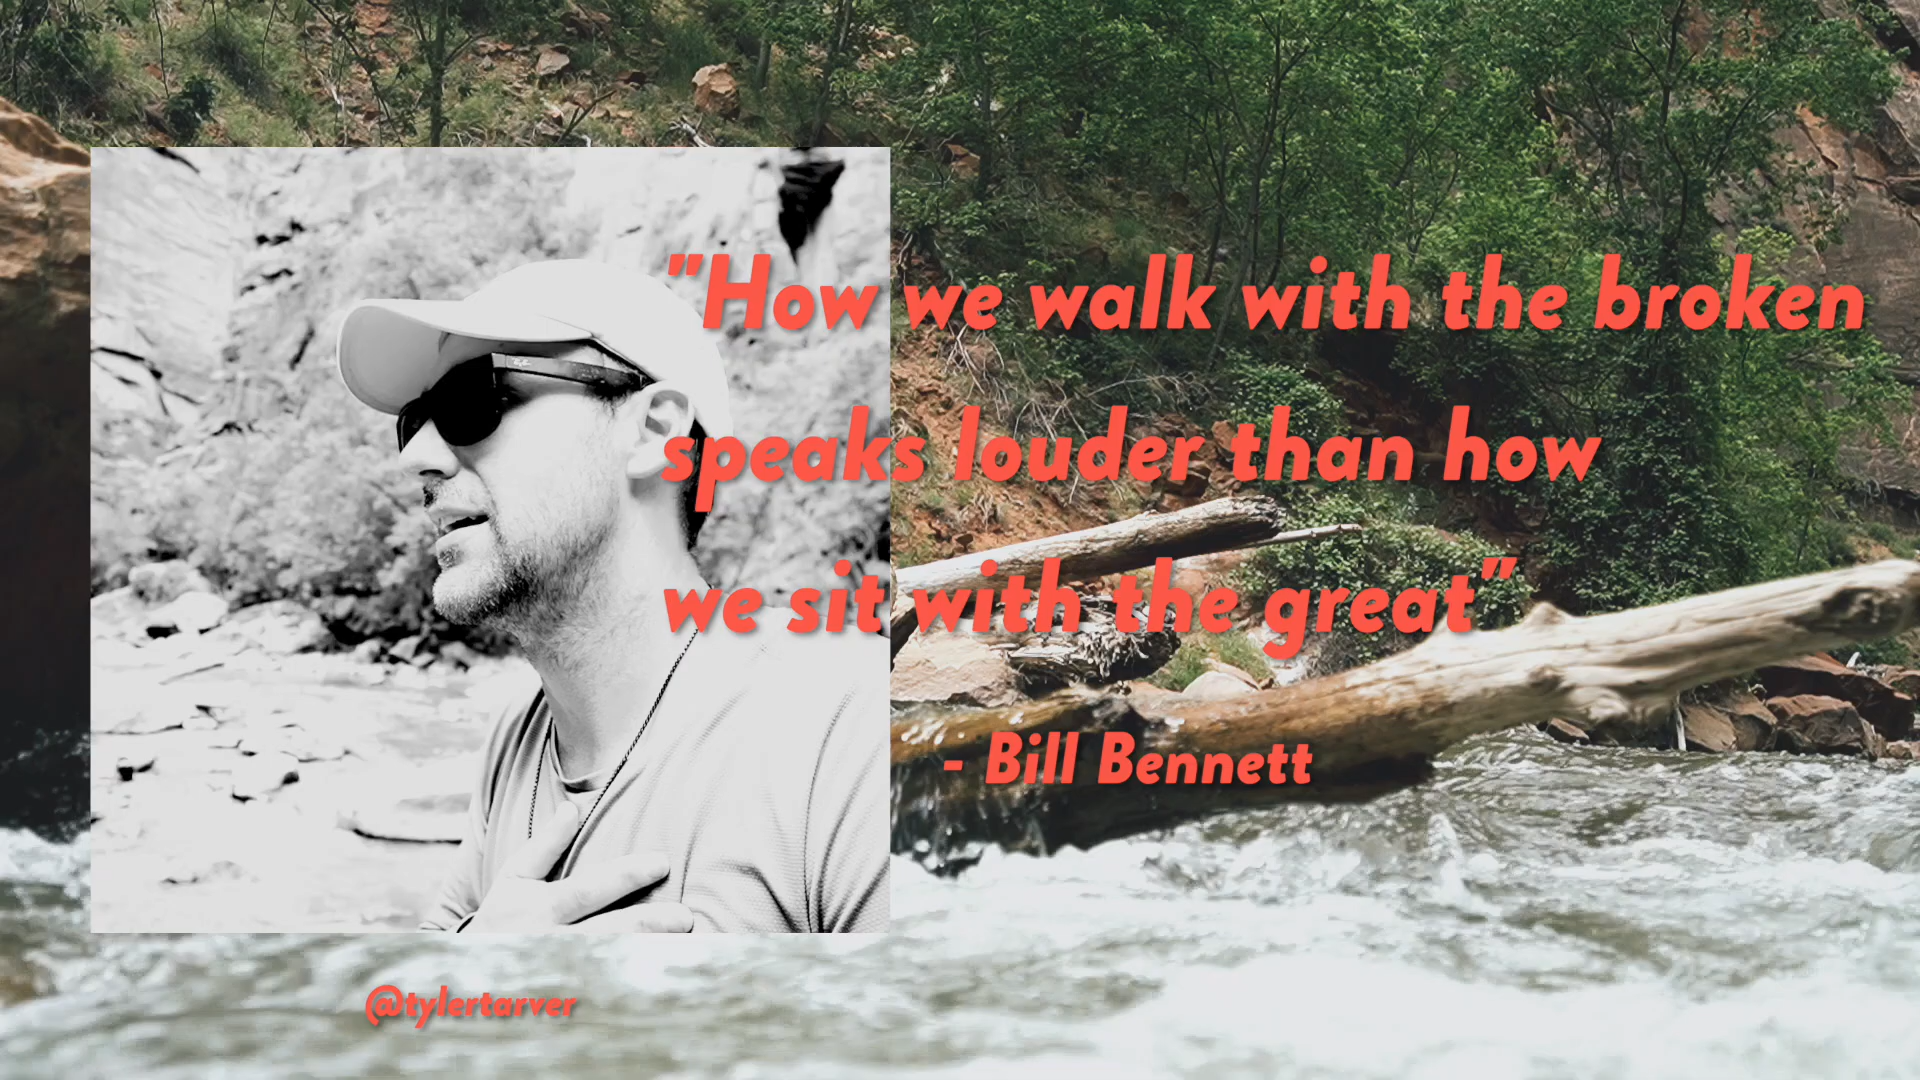 "How we walk with the broken
speaks louder than how
we sit with the great"
- Bill Bennett
@tylertarver